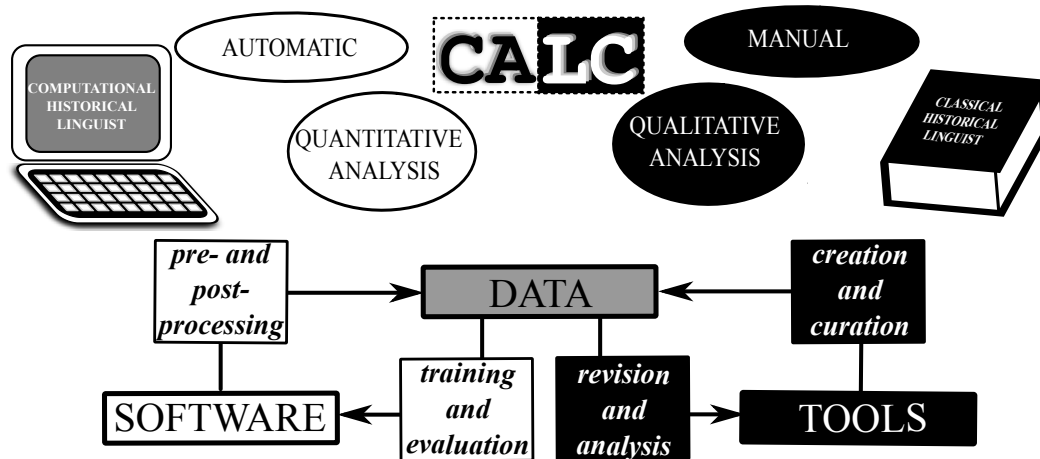 COMPUTATIONAL
HISTORICAL
LINGUIST
AUTOMATIC
CALC
MANUAL
QUANTITATIVE
ANALYSIS
QUALITATIVE
ANALYSIS
CLASSICAL
HISTORICAL
LINGUIST
pre- and
post-
processing
DATA
creation
and
curation
SOFTWARE
training
and
evaluation
revision
and
analysis
TOOLS